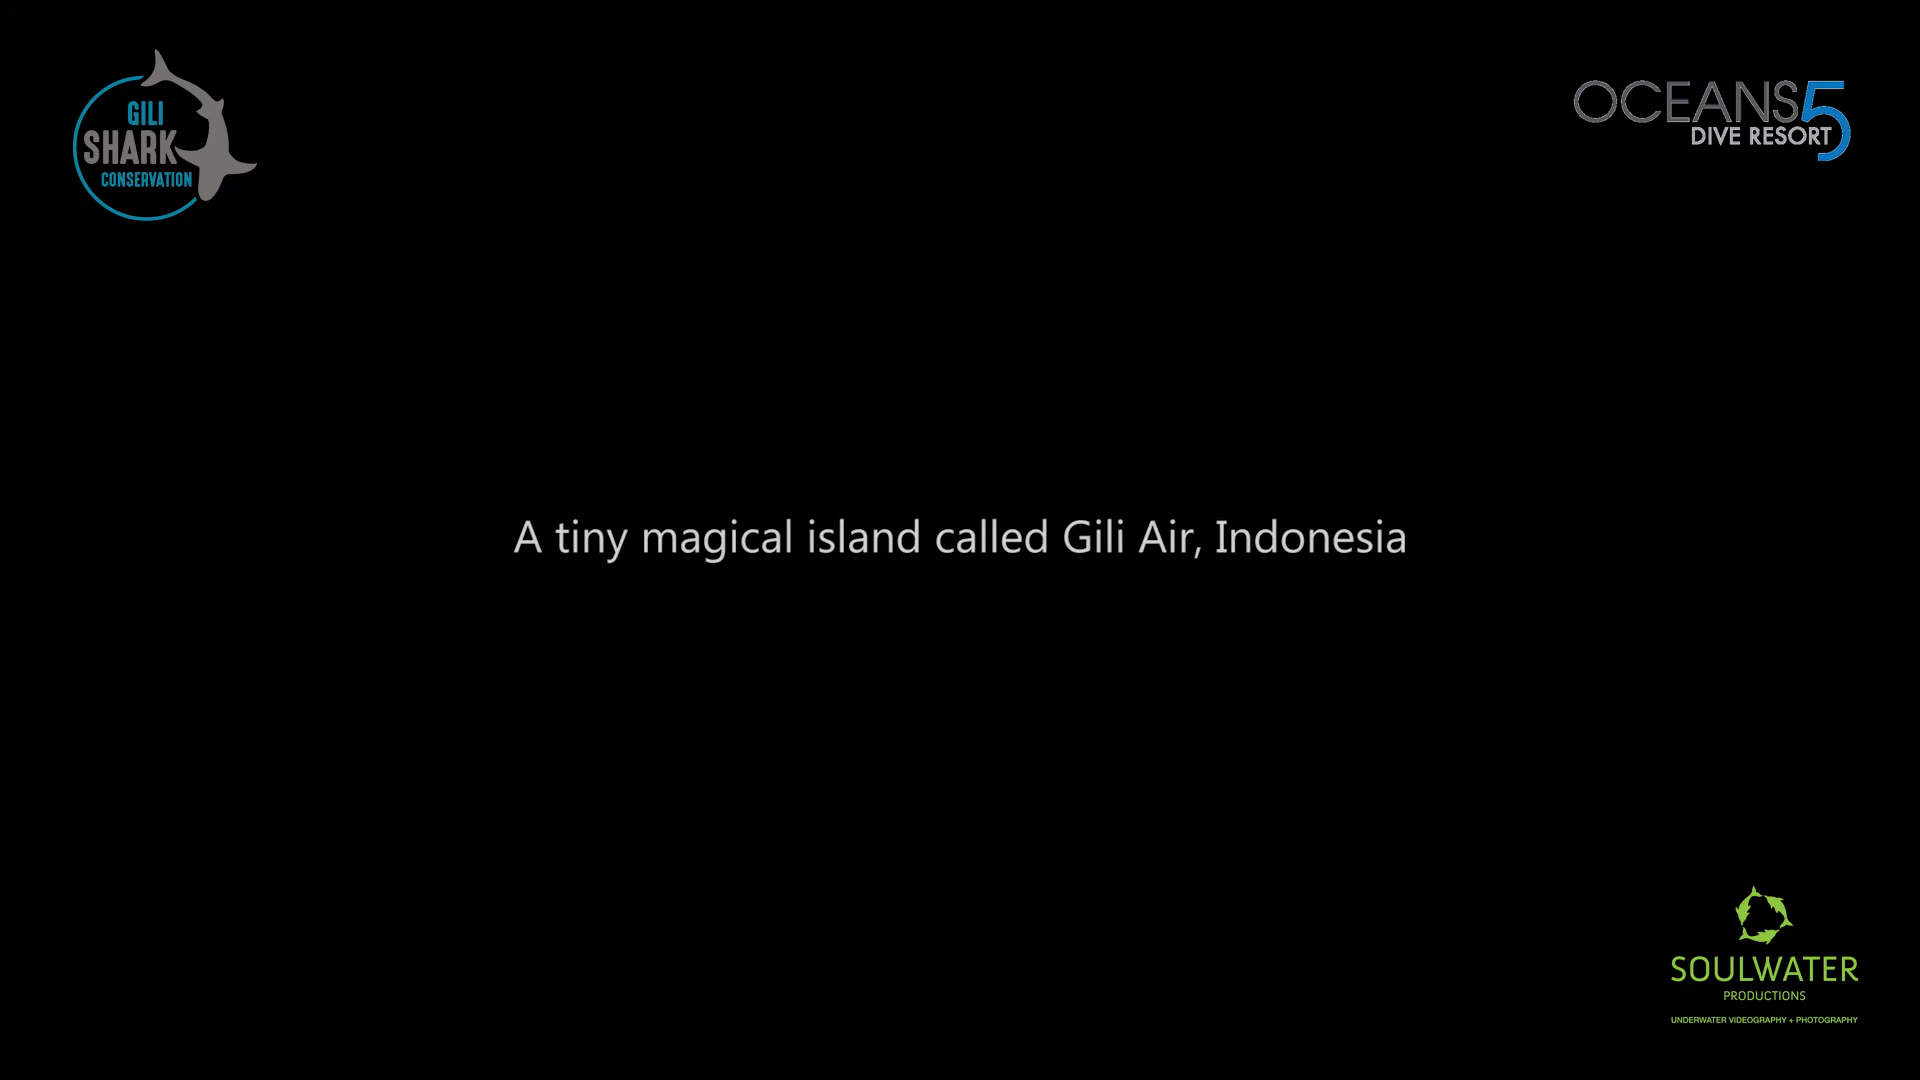 GILI
SHARK
CONSERVATION
OCEANS5
DIVE RESORT
A tiny magical island called Gili Air, Indonesia
SOULWATER
PRODUCTIONS
UNDERWATER VIDEOGRAPHY + PHOTOGRAPHY